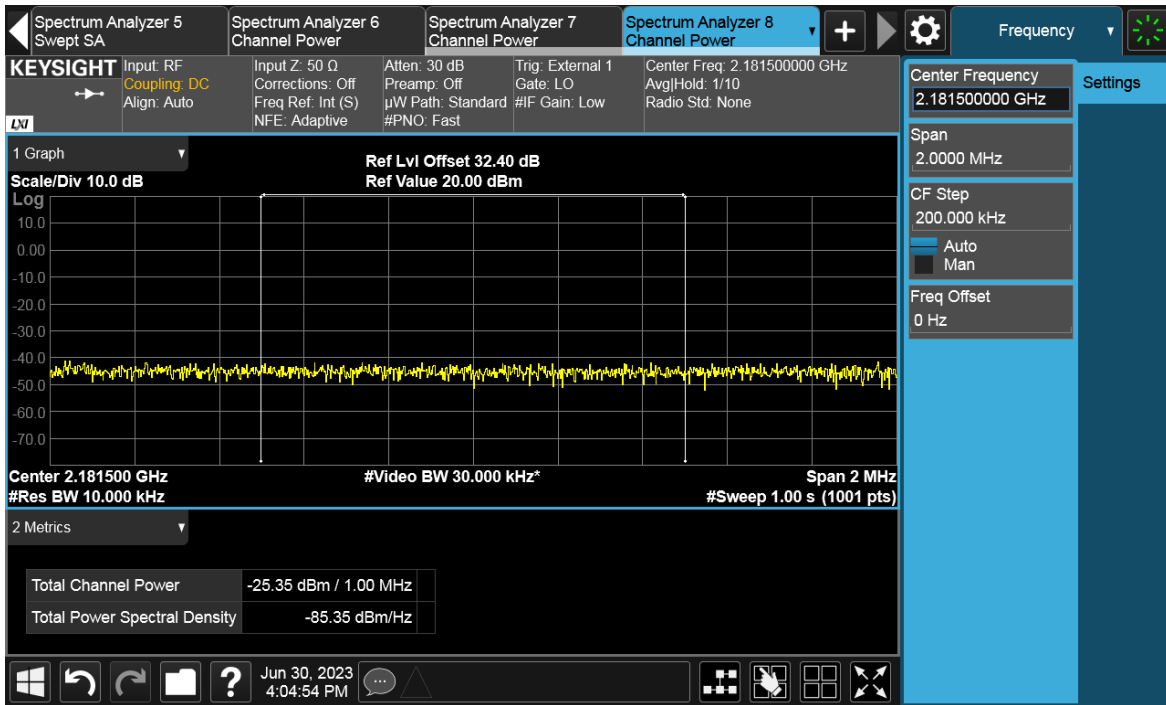 Spectrum Analyzer 5
Swept SA
Spectrum Analyzer 6
Channel Power
Spectrum Analyzer 7
Channel Power
Spectrum Analyzer 8
Channel Power
+
Frequency
KEYSIGHT
LXI
Input: RF
Coupling: DC
Align: Auto
Input Z: 50 Ω
Corrections: Off
Freq Ref: Int (S)
NFE: Adaptive
Atten: 30 dB
Preamp: Off
µW Path: Standard
#PNO: Fast
Trig: External 1
Gate: LO
#IF Gain: Low
Center Freq: 2.181500000 GHz
Avg|Hold: 1/10
Radio Std: None
1 Graph
Scale/Div 10.0 dB
Ref Lvl Offset 32.40 dB
Ref Value 20.00 dBm
Log
10.0
0.00
-10.0
-20.0
-30.0
-40.0
-50.0
-60.0
-70.0
Center 2.181500 GHz
#Video BW 30.000 kHz*
Span 2 MHz
#Res BW 10.000 kHz
#Sweep 1.00 s (1001 pts)
2 Metrics
Total Channel Power -25.35 dBm / 1.00 MHz
Total Power Spectral Density -85.35 dBm/Hz
?
Jun 30, 2023
4:04:54 PM
Center Frequency
2.181500000 GHz
Span
2.0000 MHz
CF Step
200.000 kHz
Auto
Man
Freq Offset
0 Hz
Settings